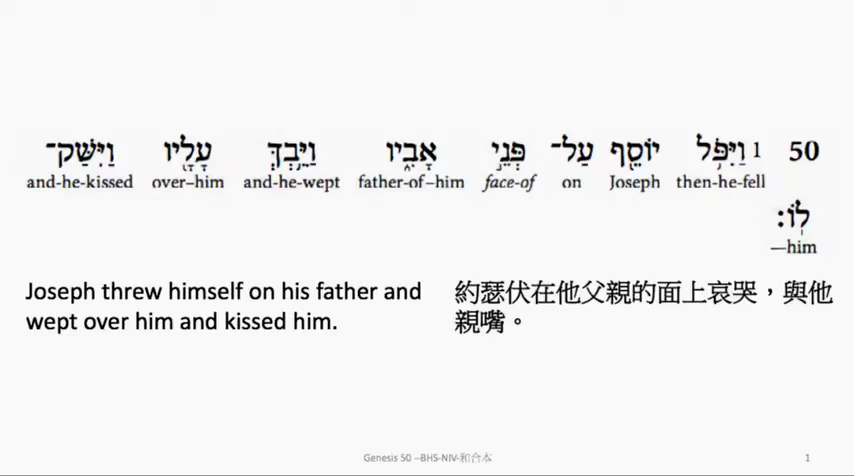 50 1 וַיִּפֹּ֥ל יוֹסֵ֖ף עַל־ פְּנֵ֣י אָבִ֑יו וַיֵּ֥בְךְּ עָלָ֖יו וַיִּשַּׁק־
then-he-fell Joseph on face-of father-of–him and-he-wept over–him and-he-kissed
לֽוֹ׃
—him
Joseph threw himself on his father and
wept over him and kissed him.
約瑟伏在他父親的面上哀哭，與他
親嘴。
Genesis 50 –BHS-NIV-和合本
1